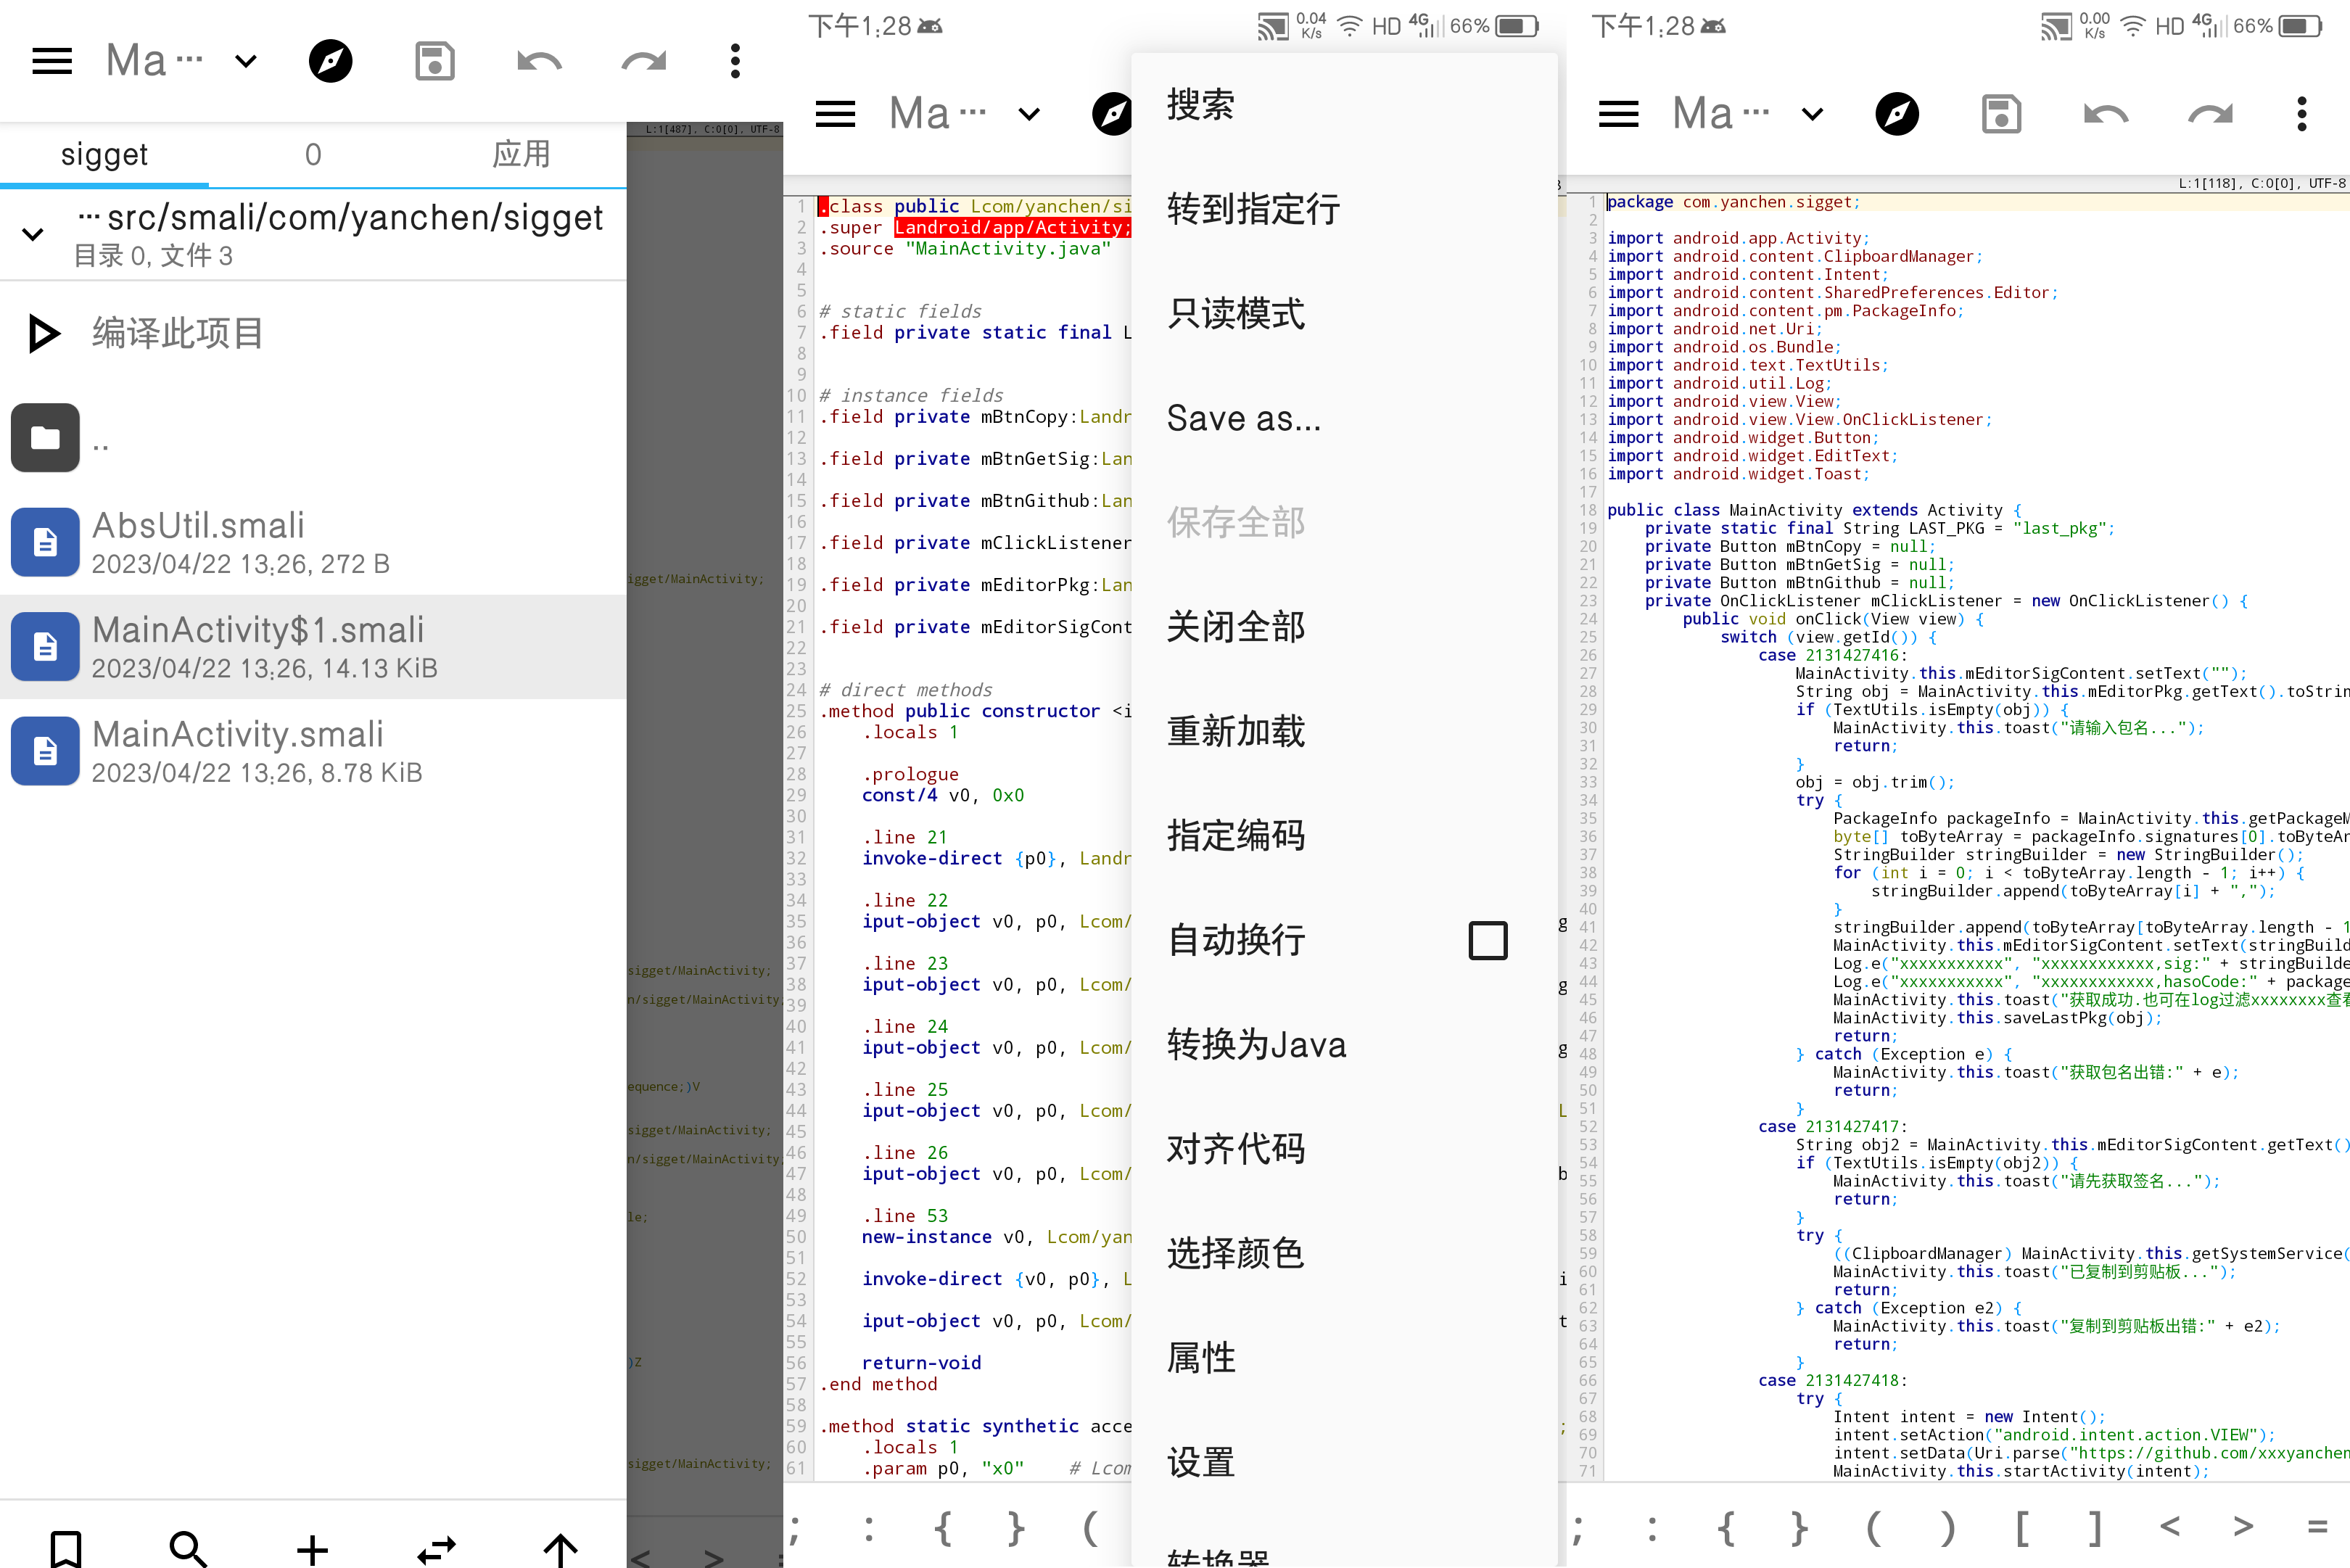 Ma ···
L:1[487], C:0[0], UTF-8
sigget
0
应用
··· src/smali/com/yanchen/sigget
目录 0, 文件 3
编译此项目
..
AbsUtil.smali
2023/04/22 13:26, 272 B
MainActivity$1.smali
2023/04/22 13:26, 14.13 KiB
MainActivity.smali
2023/04/22 13:26, 8.78 KiB
igget/MainActivity;
sigget/MainActivity;
n/sigget/MainActivity;
equence;)V
sigget/MainActivity;
n/sigget/MainActivity;
le;
)Z
sigget/MainActivity;
< >
下午1:28
0.04 K/s HD 4G 66%
Ma ···
1 .class public Lcom/yanchen/si
2 .super Landroid/app/Activity;
3 .source "MainActivity.java"
4
5
6 # static fields
7 .field private static final L
8
9
10 # instance fields
11 .field private mBtnCopy:Landr
12
13 .field private mBtnGetSig:Lan
14
15 .field private mBtnGithub:Lan
16
17 .field private mClickListener
18
19 .field private mEditorPkg:Lan
20
21 .field private mEditorSigCont
22
23
24 # direct methods
25 .method public constructor <i
26 .locals 1
27
28 .prologue
29 const/4 v0, 0x0
30
31 .line 21
32 invoke-direct {p0}, Landr
33
34 .line 22
35 iput-object v0, p0, Lcom/
36
37 .line 23
38 iput-object v0, p0, Lcom/
39
40 .line 24
41 iput-object v0, p0, Lcom/
42
43 .line 25
44 iput-object v0, p0, Lcom/
45
46 .line 26
47 iput-object v0, p0, Lcom/
48
49 .line 53
50 new-instance v0, Lcom/yan
51
52 invoke-direct {v0, p0}, L
53
54 iput-object v0, p0, Lcom/
55
56 return-void
57 .end method
58
59 .method static synthetic acce
60 .locals 1
61 .param p0, "x0" # Lcom
; : { } (
搜索
转到指定行
只读模式
Save as...
保存全部
关闭全部
重新加载
指定编码
自动换行
转换为Java
对齐代码
选择颜色
属性
设置
转换器
下午1:28
0.00 K/s HD 4G 66%
Ma ···
L:1[118], C:0[0], UTF-8
1 package com.yanchen.sigget;
2
3 import android.app.Activity;
4 import android.content.ClipboardManager;
5 import android.content.Intent;
6 import android.content.SharedPreferences.Editor;
7 import android.content.pm.PackageInfo;
8 import android.net.Uri;
9 import android.os.Bundle;
10 import android.text.TextUtils;
11 import android.util.Log;
12 import android.view.View;
13 import android.view.View.OnClickListener;
14 import android.widget.Button;
15 import android.widget.EditText;
16 import android.widget.Toast;
17
18 public class MainActivity extends Activity {
19 private static final String LAST_PKG = "last_pkg";
20 private Button mBtnCopy = null;
21 private Button mBtnGetSig = null;
22 private Button mBtnGithub = null;
23 private OnClickListener mClickListener = new OnClickListener() {
24 public void onClick(View view) {
25 switch (view.getId()) {
26 case 2131427416:
27 MainActivity.this.mEditorSigContent.setText("");
28 String obj = MainActivity.this.mEditorPkg.getText().toStrin
29 if (TextUtils.isEmpty(obj)) {
30 MainActivity.this.toast("请输入包名...");
31 return;
32 }
33 obj = obj.trim();
34 try {
35 PackageInfo packageInfo = MainActivity.this.getPackageM
36 byte[] toByteArray = packageInfo.signatures[0].toByteAr
37 StringBuilder stringBuilder = new StringBuilder();
38 for (int i = 0; i < toByteArray.length - 1; i++) {
39 stringBuilder.append(toByteArray[i] + ",");
40 }
41 stringBuilder.append(toByteArray[toByteArray.length - 1
42 MainActivity.this.mEditorSigContent.setText(stringBuild
43 Log.e("xxxxxxxxxxx", "xxxxxxxxxxxx,sig:" + stringBuilde
44 Log.e("xxxxxxxxxxx", "xxxxxxxxxxxx,hasoCode:" + package
45 MainActivity.this.toast("获取成功.也可在log过滤xxxxxxxx查看
46 MainActivity.this.saveLastPkg(obj);
47 return;
48 } catch (Exception e) {
49 MainActivity.this.toast("获取包名出错:" + e);
50 return;
51 }
52 case 2131427417:
53 String obj2 = MainActivity.this.mEditorSigContent.getText()
54 if (TextUtils.isEmpty(obj2)) {
55 MainActivity.this.toast("请先获取签名...");
56 return;
57 }
58 try {
59 ((ClipboardManager) MainActivity.this.getSystemService(
60 MainActivity.this.toast("已复制到剪贴板...");
61 return;
62 } catch (Exception e2) {
63 MainActivity.this.toast("复制到剪贴板出错:" + e2);
64 return;
65 }
66 case 2131427418:
67 try {
68 Intent intent = new Intent();
69 intent.setAction("android.intent.action.VIEW");
70 intent.setData(Uri.parse("https://github.com/xxxyanchen
71 MainActivity.this.startActivity(intent);
; : { } ( ) [ ] < > =